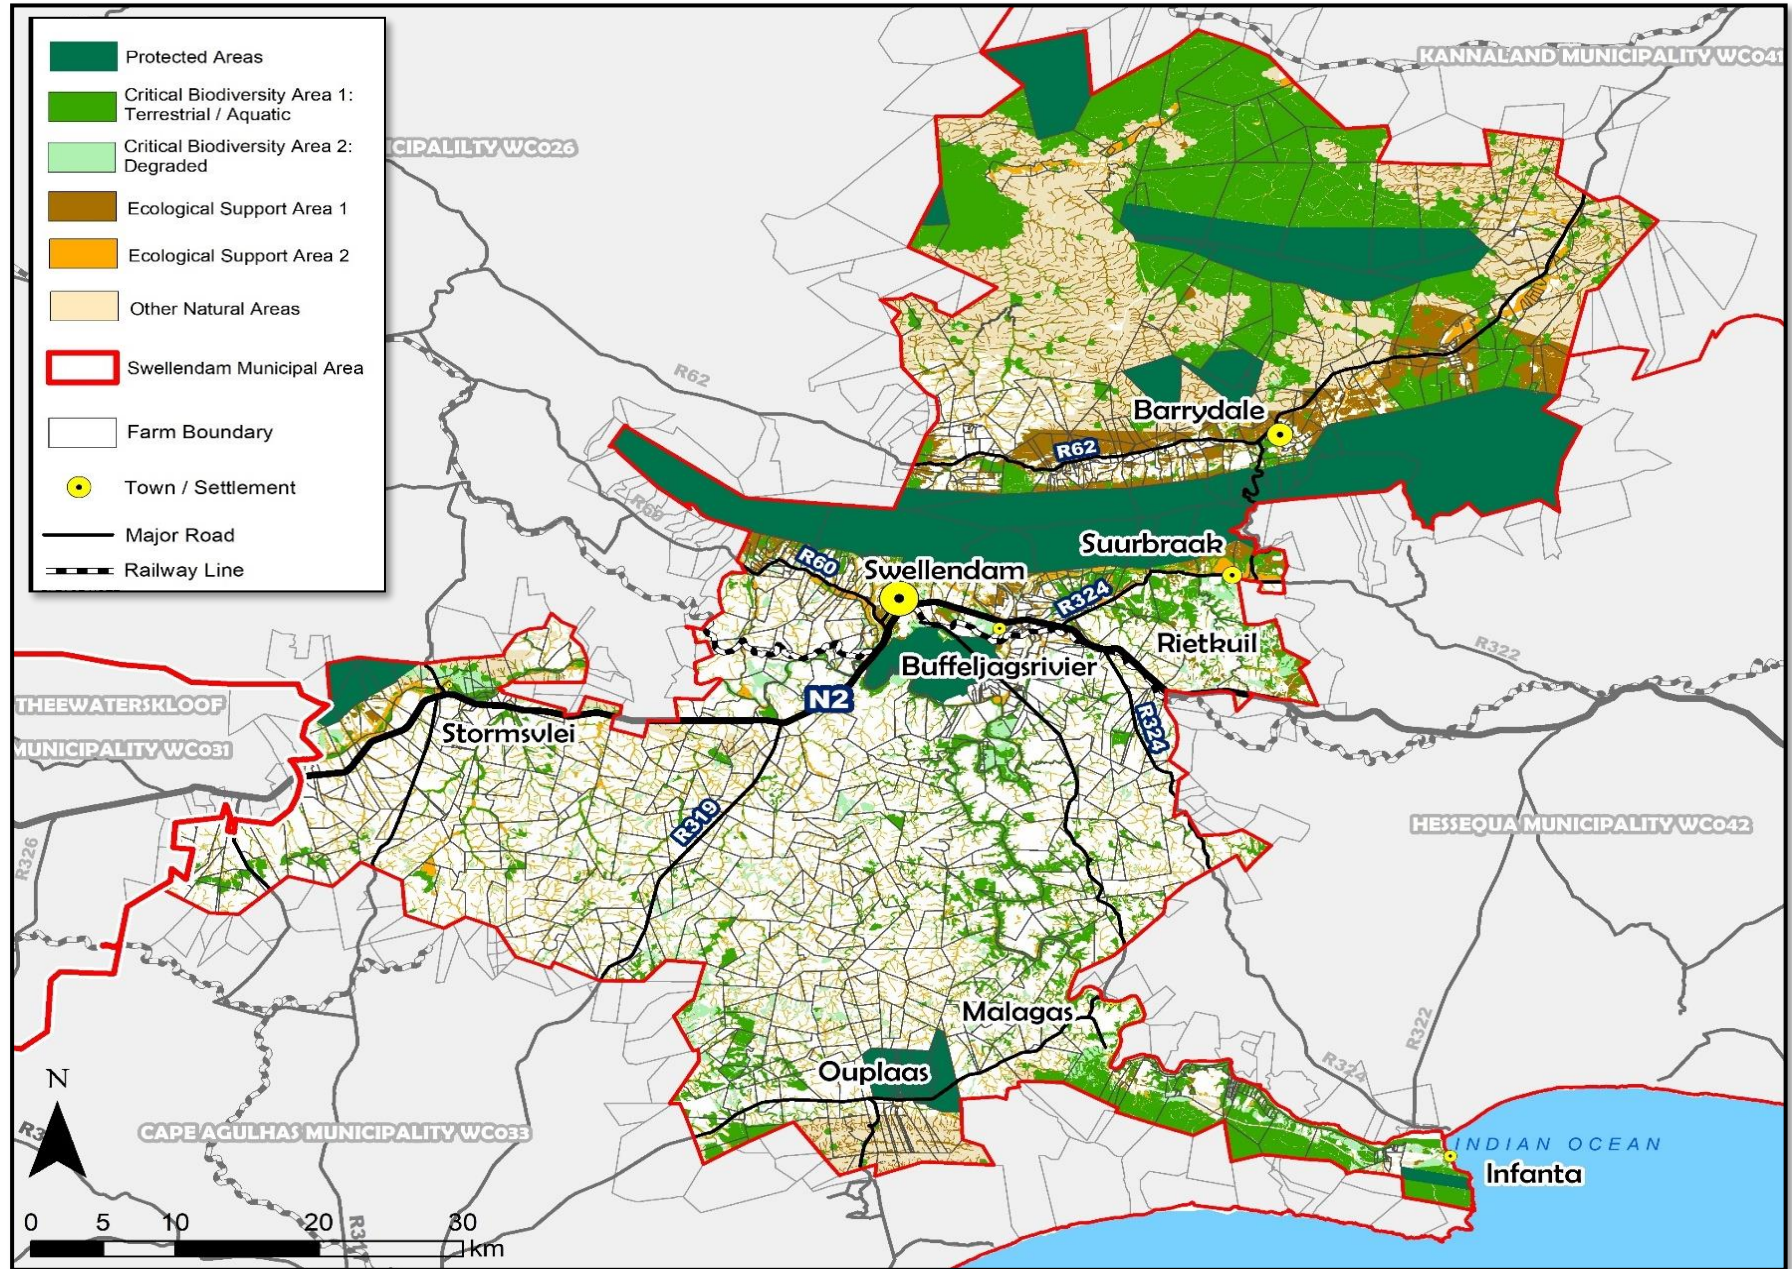 Protected Areas
Critical Biodiversity Area 1:
Terrestrial / Aquatic
Critical Biodiversity Area 2:
Degraded
Ecological Support Area 1
Ecological Support Area 2
Other Natural Areas
Swellendam Municipal Area
Farm Boundary
Town / Settlement
Major Road
Railway Line
KANNALAND MUNICIPALITY WC041
ICIPALILTY WC026
R62
Barrydale
R62
R60
Suurbraak
R60
Swellendam
R324
Rietkuil
R322
Buffeljagsrivier
N2
THEEWATERSKLOOF
MUNICIPALITY WC031
Stormsvlei
R324
R319
R326
HESSEQUA MUNICIPALITY WC042
Malagas
R322
Ouplaas
R324
N
CAPE AGULHAS MUNICIPALITY WC033
INDIAN OCEAN
Infanta
0 5 10 20 30
km